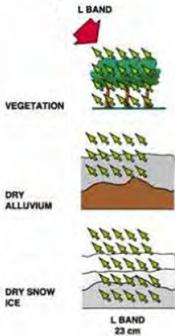 L BAND
VEGETATION
DRY
ALLUVIUM
DRY SNOW
ICE
L BAND
23 cm